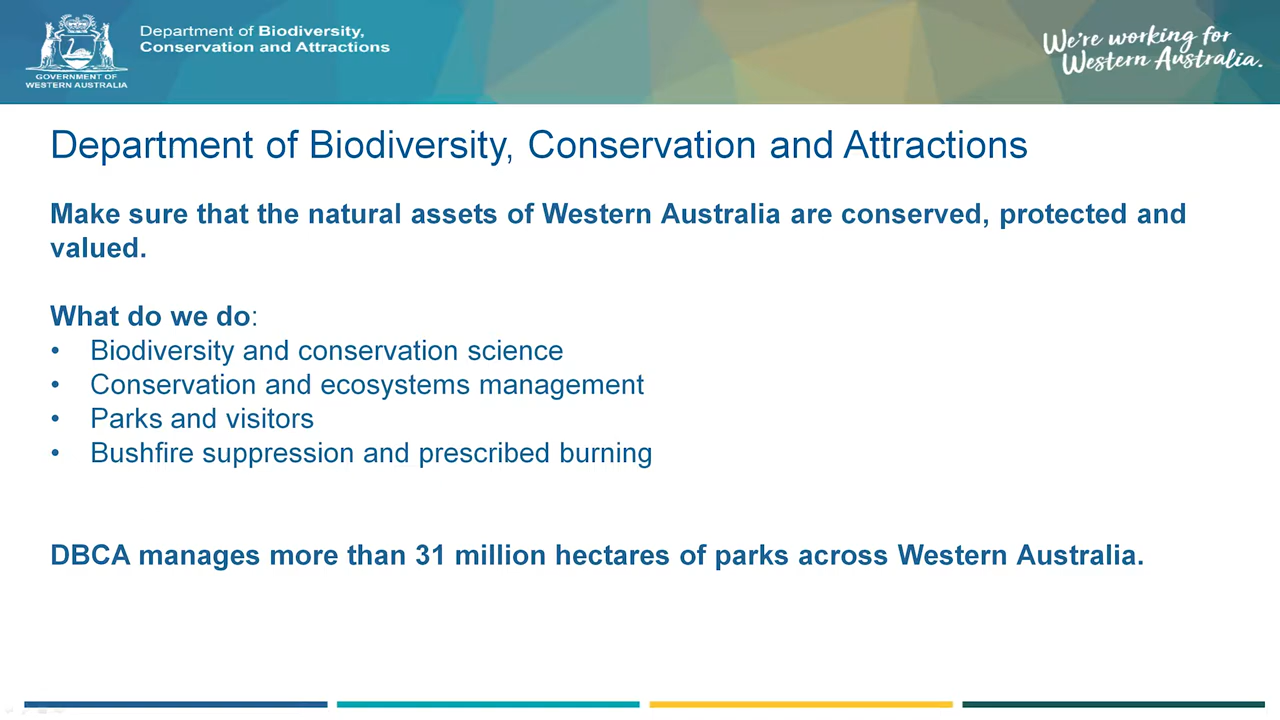 Department of Biodiversity,
Conservation and Attractions
GOVERNMENT OF
WESTERN AUSTRALIA
We're working for
Western Australia.
Department of Biodiversity, Conservation and Attractions
Make sure that the natural assets of Western Australia are conserved, protected and
valued.
What do we do:
• Biodiversity and conservation science
• Conservation and ecosystems management
• Parks and visitors
• Bushfire suppression and prescribed burning
DBCA manages more than 31 million hectares of parks across Western Australia.